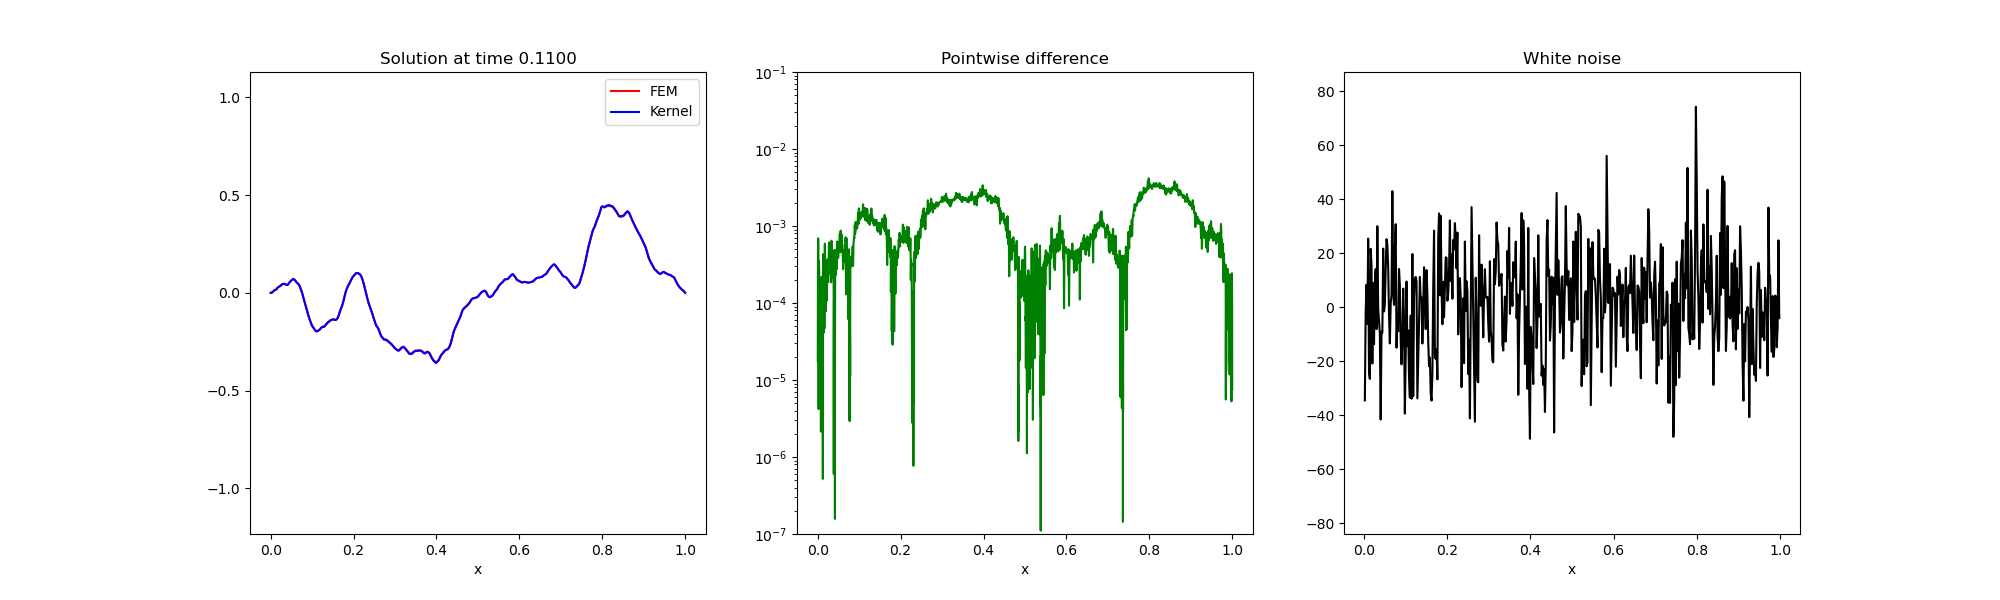 Solution at time 0.1100
1.0
0.5
0.0
−0.5
−1.0
FEM
Kernel
0.0 0.2 0.4 0.6 0.8 1.0
x
Pointwise difference
10⁻¹
10⁻²
10⁻³
10⁻⁴
10⁻⁵
10⁻⁶
10⁻⁷
0.0 0.2 0.4 0.6 0.8 1.0
x
White noise
80
60
40
20
0
−20
−40
−60
−80
0.0 0.2 0.4 0.6 0.8 1.0
x